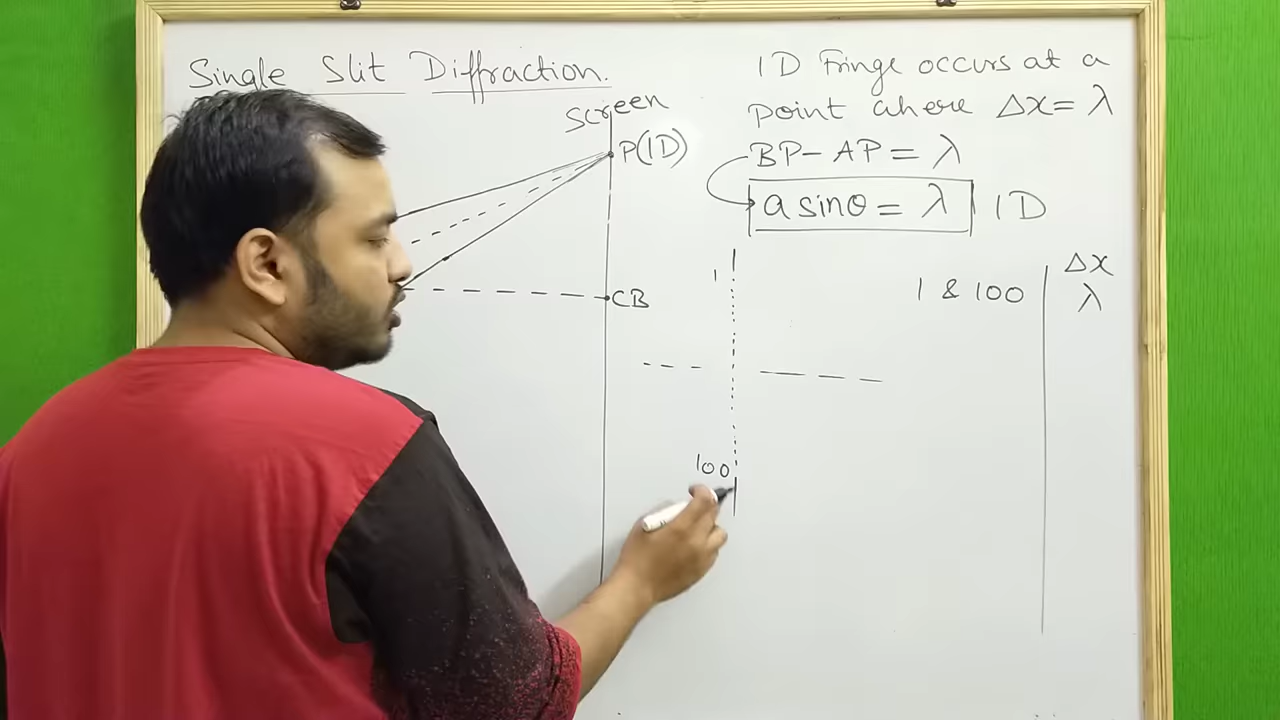 Single Slit Diffraction.
Screen
P(1D)
CB
1D Fringe occurs at a
point where Δx = λ
BP - AP = λ
a sinθ = λ 1D
1
100
Δx
1 & 100 λ